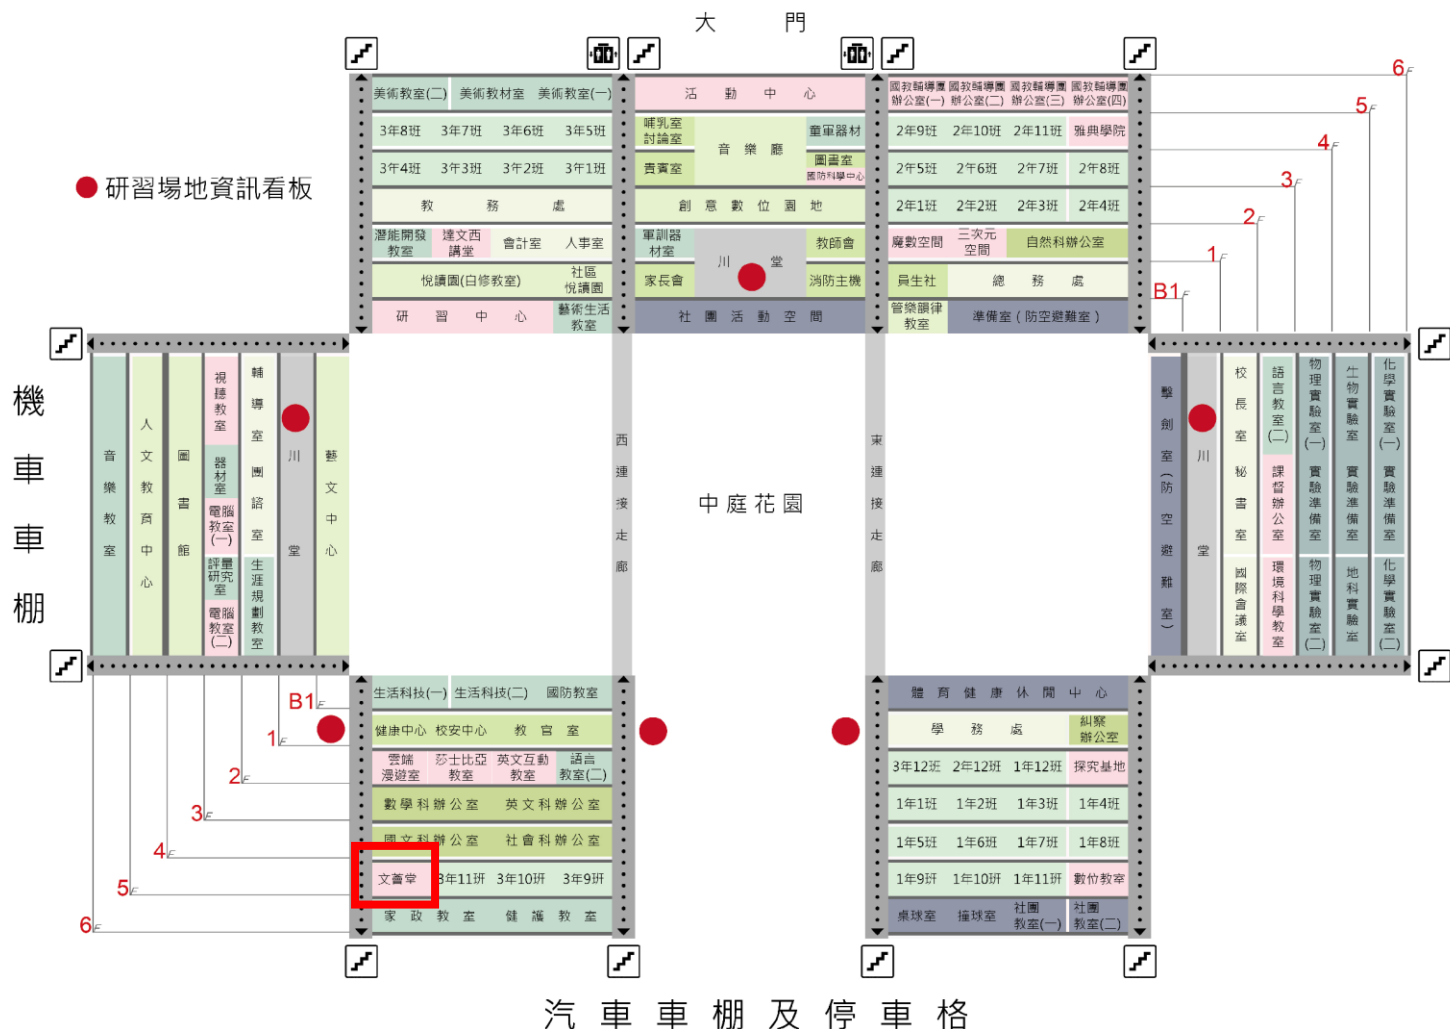 大門
美術教室(二) 美術教材室 美術教室(一)
3年8班 3年7班 3年6班 3年5班
3年4班 3年3班 3年2班 3年1班
教務處
潛能開發教室 達文西講堂 會計室 人事室
悅讀園(自修教室) 社區悅讀園
研習中心 藝術生活教室
活動中心
哺乳室討論室 音樂廳 童軍器材
貴賓室 圖書室
國防科學中心
創意數位園地
軍訓器材室 川堂 教師會
家長會 消防主機
社團活動空間
國教輔導團辦公室(一) 國教輔導團辦公室(二) 國教輔導團辦公室(三) 國教輔導團辦公室(四)
2年9班 2年10班 2年11班 雅典學院
2年5班 2年6班 2年7班 2年8班
2年1班 2年2班 2年3班 2年4班
魔數空間 三次元空間 自然科辦公室
員生社 總務處
管樂韻律教室 準備室(防空避難室)
6F
5F
4F
3F
2F
1F
B1F
研習場地資訊看板
機車車棚
音樂教室
人文教育中心
圖書館
視聽教室 器材室 電腦教室(一) 評量研究室 電腦教室(二)
輔導室 團諮室 生涯規劃教室
川堂
藝文中心
西連接走廊
中庭花園
東連接走廊
擊劍室(防空避難室)
川堂
校長室 秘書室 國際會議室
語言教室(二) 課督辦公室 環境科學教室
物理實驗室(一) 實驗準備室 物理實驗室(二)
生物實驗室 實驗準備室 地科實驗室
化學實驗室(一) 實驗準備室 化學實驗室(二)
B1F
1F
2F
3F
4F
5F
6F
生活科技(一) 生活科技(二) 國防教室
健康中心 校安中心 教官室
雲端漫遊室 莎士比亞教室 英文互動教室 語言教室(二)
數學科辦公室 英文科辦公室
國文科辦公室 社會科辦公室
文薈堂 3年11班 3年10班 3年9班
家政教室 健護教室
體育健康休閒中心
學務處 糾察辦公室
3年12班 2年12班 1年12班 探究基地
1年1班 1年2班 1年3班 1年4班
1年5班 1年6班 1年7班 1年8班
1年9班 1年10班 1年11班 數位教室
桌球室 撞球室 社團教室(一) 社團教室(二)
汽車車棚及停車格